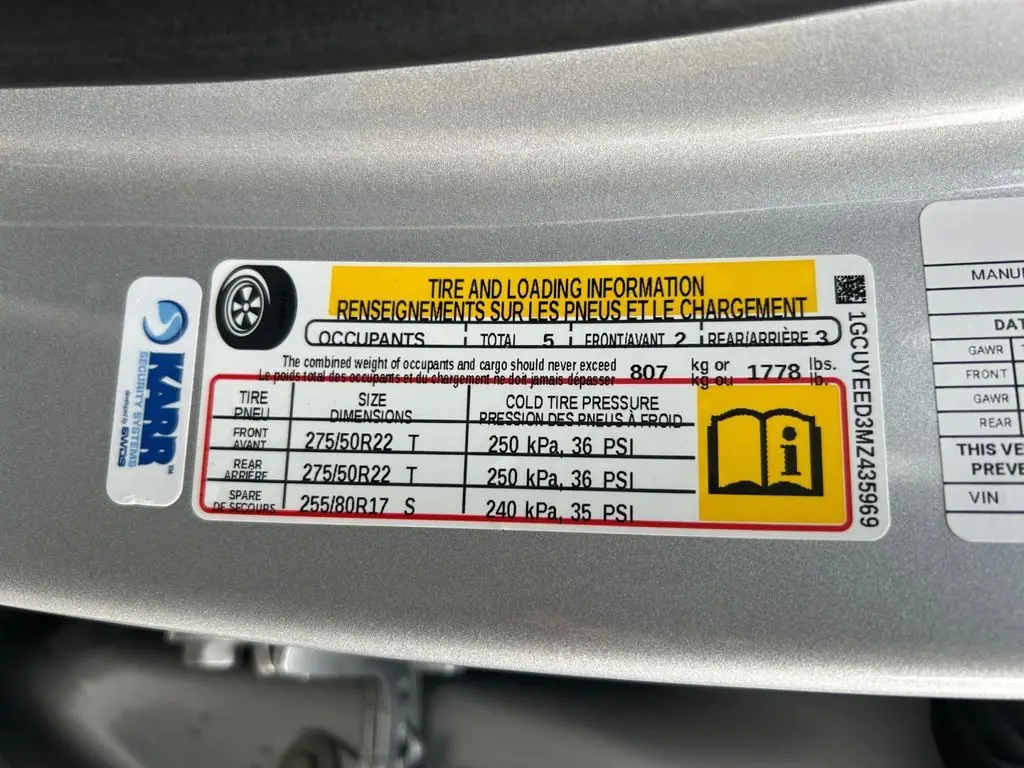 TIRE AND LOADING INFORMATION
RENSEIGNEMENTS SUR LES PNEUS ET LE CHARGEMENT
OCCUPANTS TOTAL 5 FRONT/AVANT 2 REAR/ARRIÈRE 3
The combined weight of occupants and cargo should never exceed 807 kg or 1778 lbs.
Le poids total des occupants et du chargement ne doit jamais dépasser kg ou lb.
TIRE SIZE COLD TIRE PRESSURE
PNEU DIMENSIONS PRESSION DES PNEUS À FROID
FRONT
AVANT 275/50R22 T 250 kPa, 36 PSI
REAR
ARRIÈRE 275/50R22 T 250 kPa, 36 PSI
SPARE
DE SECOURS 255/80R17 S 240 kPa, 35 PSI
i
1GCUYEED3MZ435969
S
KARR™
SECURITY SYSTEMS
developed by SWDS
MANU
DAT
GAWR
FRONT
GAWR
REAR
THIS VE
PREVE
VIN